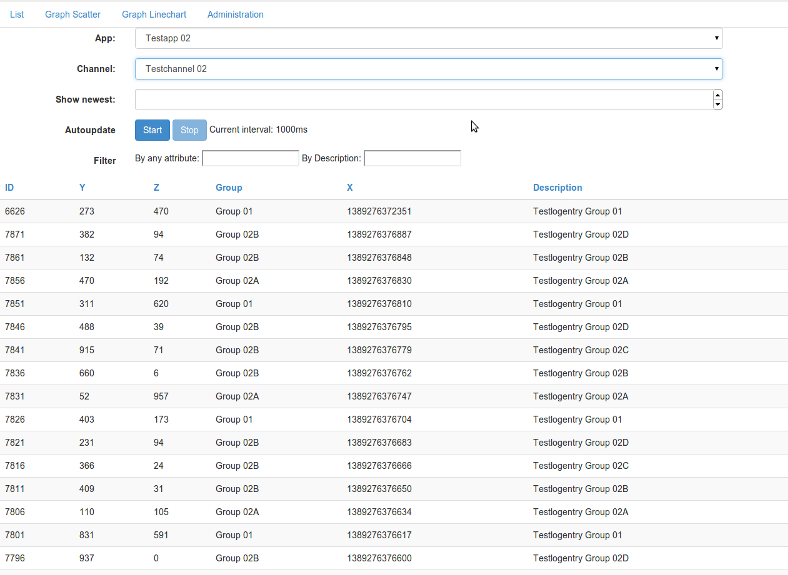 List Graph Scatter Graph Linechart Administration
App: Testapp 02
Channel: Testchannel 02
Show newest:
Autoupdate Start Stop Current interval: 1000ms
Filter By any attribute: By Description:
ID Y Z Group X Description
6626 273 470 Group 01 1389276372351 Testlogentry Group 01
7871 382 94 Group 02B 1389276376887 Testlogentry Group 02D
7861 132 74 Group 02B 1389276376848 Testlogentry Group 02B
7856 470 192 Group 02A 1389276376830 Testlogentry Group 02A
7851 311 620 Group 01 1389276376810 Testlogentry Group 01
7846 488 39 Group 02B 1389276376795 Testlogentry Group 02D
7841 915 71 Group 02B 1389276376779 Testlogentry Group 02C
7836 660 6 Group 02B 1389276376762 Testlogentry Group 02B
7831 52 957 Group 02A 1389276376747 Testlogentry Group 02A
7826 403 173 Group 01 1389276376704 Testlogentry Group 01
7821 231 94 Group 02B 1389276376683 Testlogentry Group 02D
7816 366 24 Group 02B 1389276376666 Testlogentry Group 02C
7811 409 31 Group 02B 1389276376650 Testlogentry Group 02B
7806 110 105 Group 02A 1389276376634 Testlogentry Group 02A
7801 831 591 Group 01 1389276376617 Testlogentry Group 01
7796 937 0 Group 02B 1389276376600 Testlogentry Group 02D